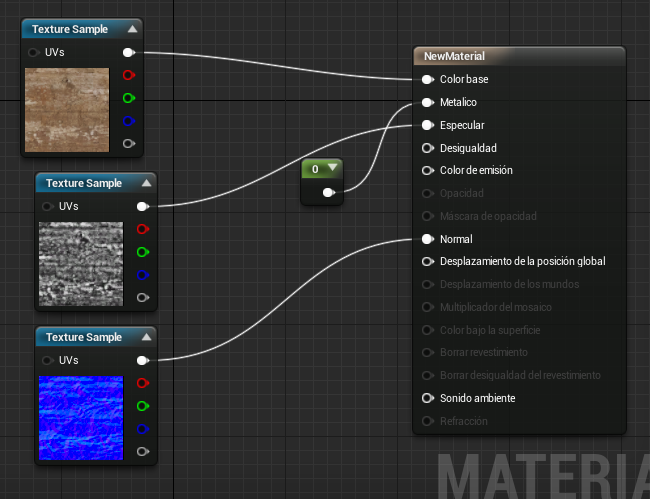 Texture Sample
UVs
Texture Sample
UVs
Texture Sample
UVs
0
NewMaterial
Color base
Metalico
Especular
Desigualdad
Color de emisión
Opacidad
Máscara de opacidad
Normal
Desplazamiento de la posición global
Desplazamiento de los mundos
Multiplicador del mosaico
Color bajo la superficie
Borrar revestimiento
Borrar desigualdad del revestimiento
Sonido ambiente
Refracción
MATERIA